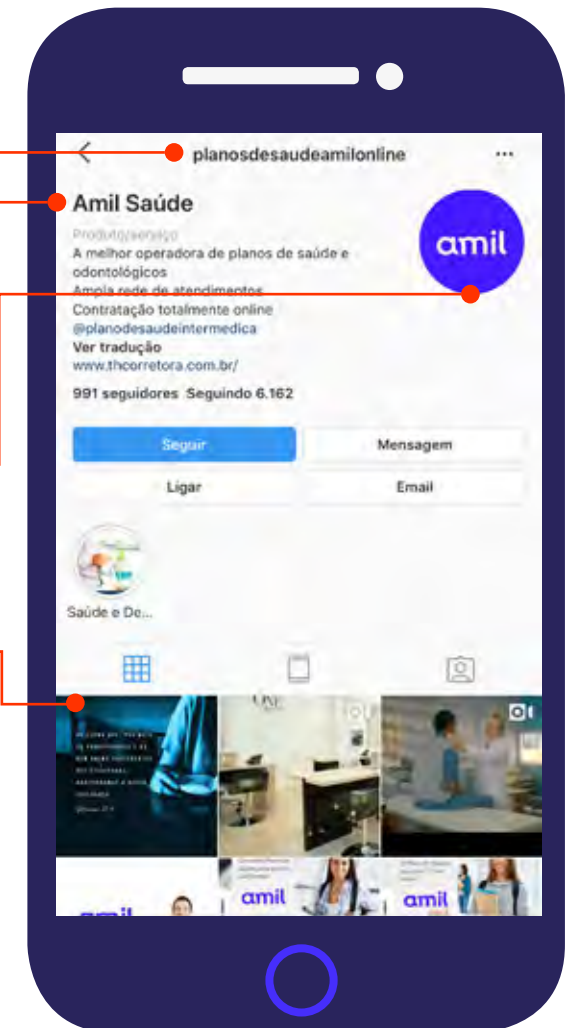 planosdesaudeamilonline
...
Amil Saúde
amil
Produto/serviço
A melhor operadora de planos de saúde e
odontológicos
Ampla rede de atendimentos
Contratação totalmente online
@planodesaudeintermedica
Ver tradução
www.thcorretora.com.br/
991 seguidores Seguindo 6.162
Seguir
Mensagem
Ligar
Email
Saúde e De...
amil
amil
amil